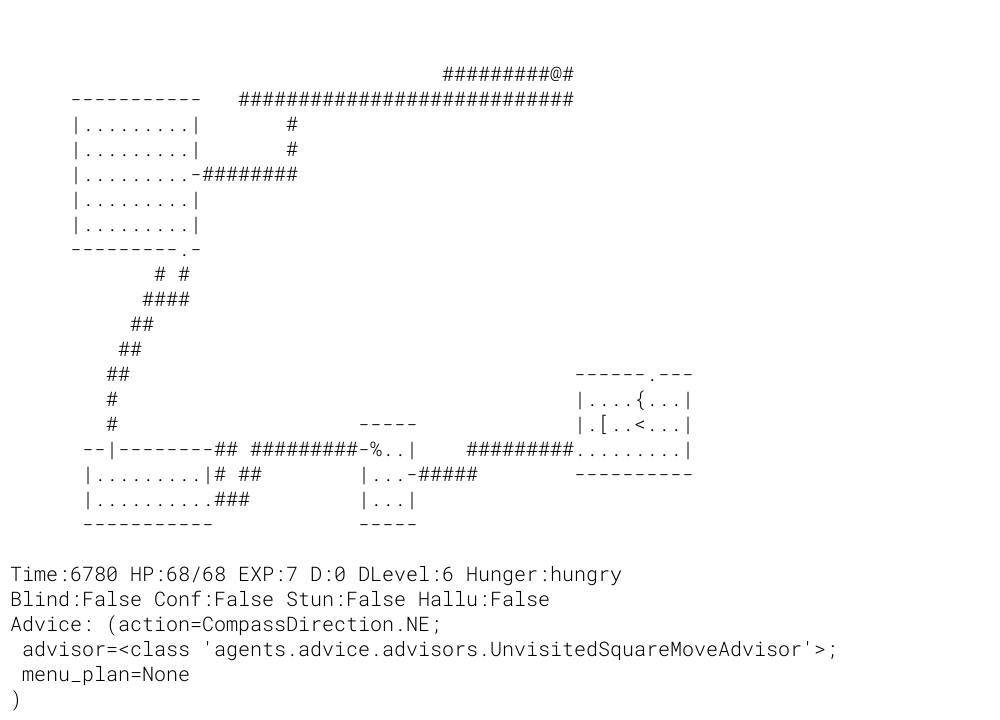 #########@#
     -----------   ############################
     |.........|       #
     |.........|       #
     |.........-########
     |.........|
     |.........|
     ---------.-
            # #
           ####
          ##
         ##
        ##                                     ------.---
        #                                      |....{...|
        #                    -----             |.[..<...|
      --|--------## #########-%..|    #########.........|
      |.........|# ##        |...-#####        ----------
      |..........###         |...|
      -----------            -----
Time:6780 HP:68/68 EXP:7 D:0 DLevel:6 Hunger:hungry
Blind:False Conf:False Stun:False Hallu:False
Advice: (action=CompassDirection.NE;
 advisor=<class 'agents.advice.advisors.UnvisitedSquareMoveAdvisor'>;
 menu_plan=None
)